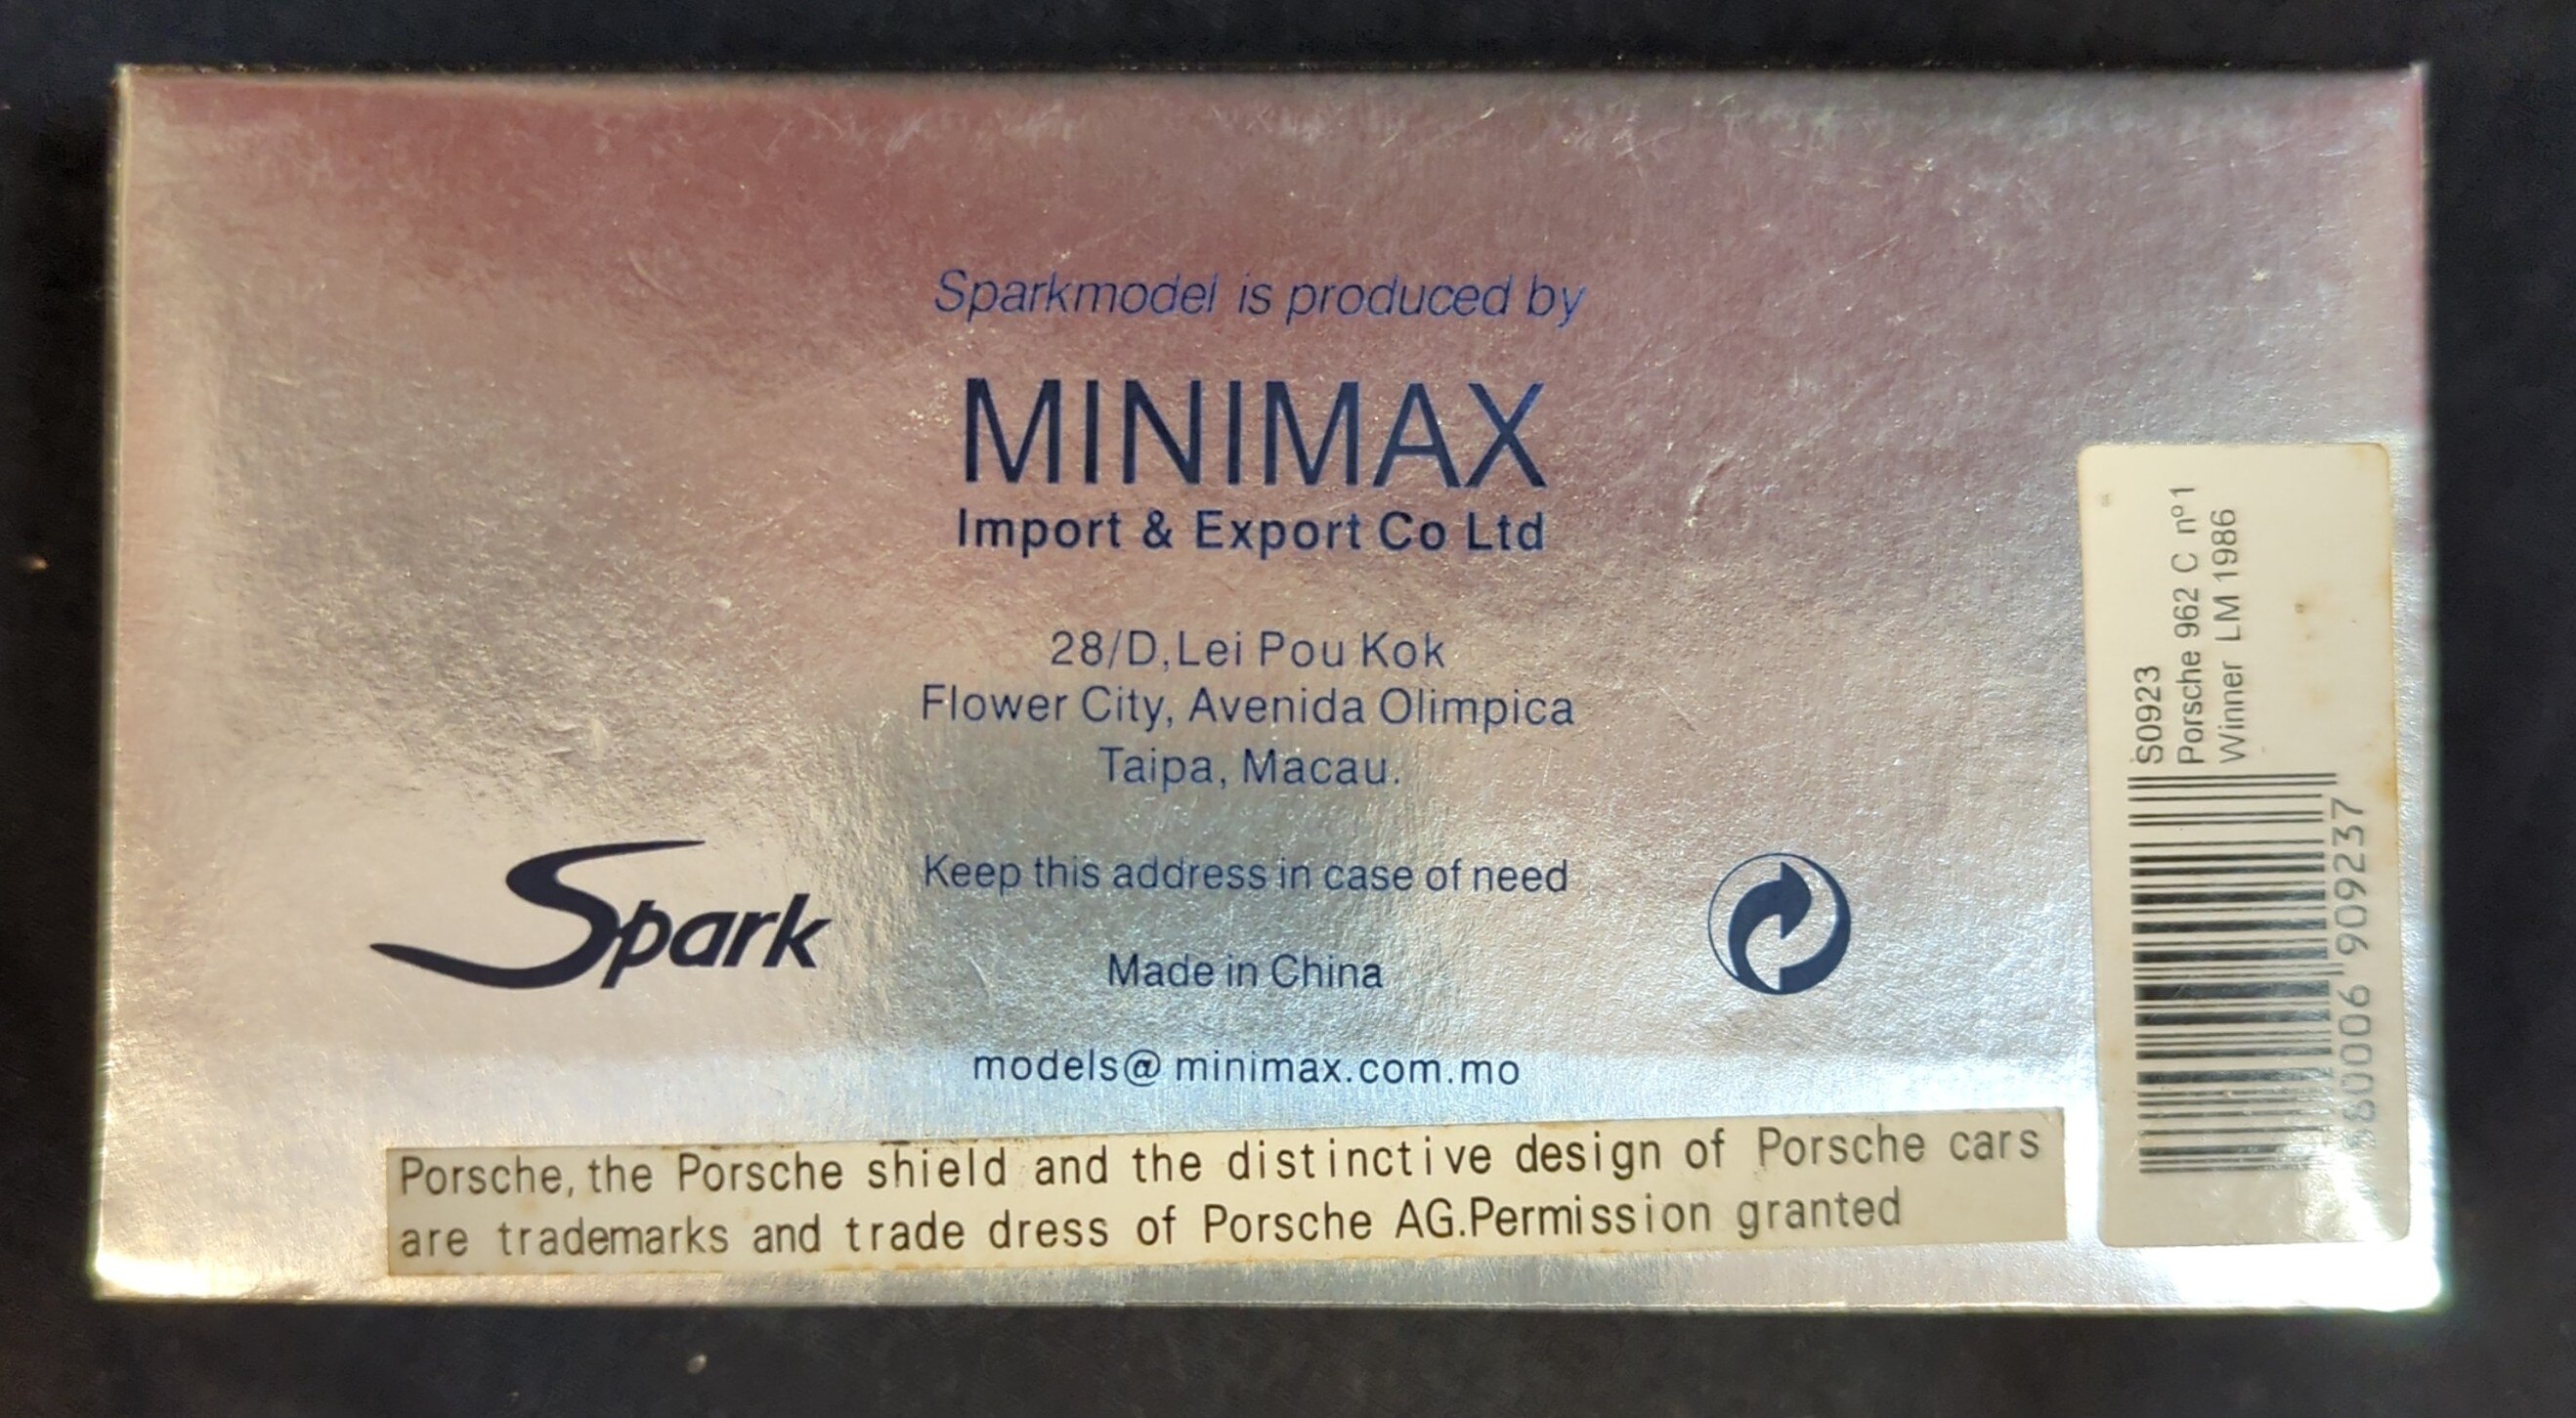 Sparkmodel is produced by
MINIMAX
Import & Export Co Ltd
28/D,Lei Pou Kok
Flower City, Avenida Olimpica
Taipa, Macau.
Spark
Keep this address in case of need
Made in China
models@ minimax.com.mo
Porsche, the Porsche shield and the distinctive design of Porsche cars
are trademarks and trade dress of Porsche AG.Permission granted
S0923
Porsche 962 C nº1
Winner LM 1986
580006 909237